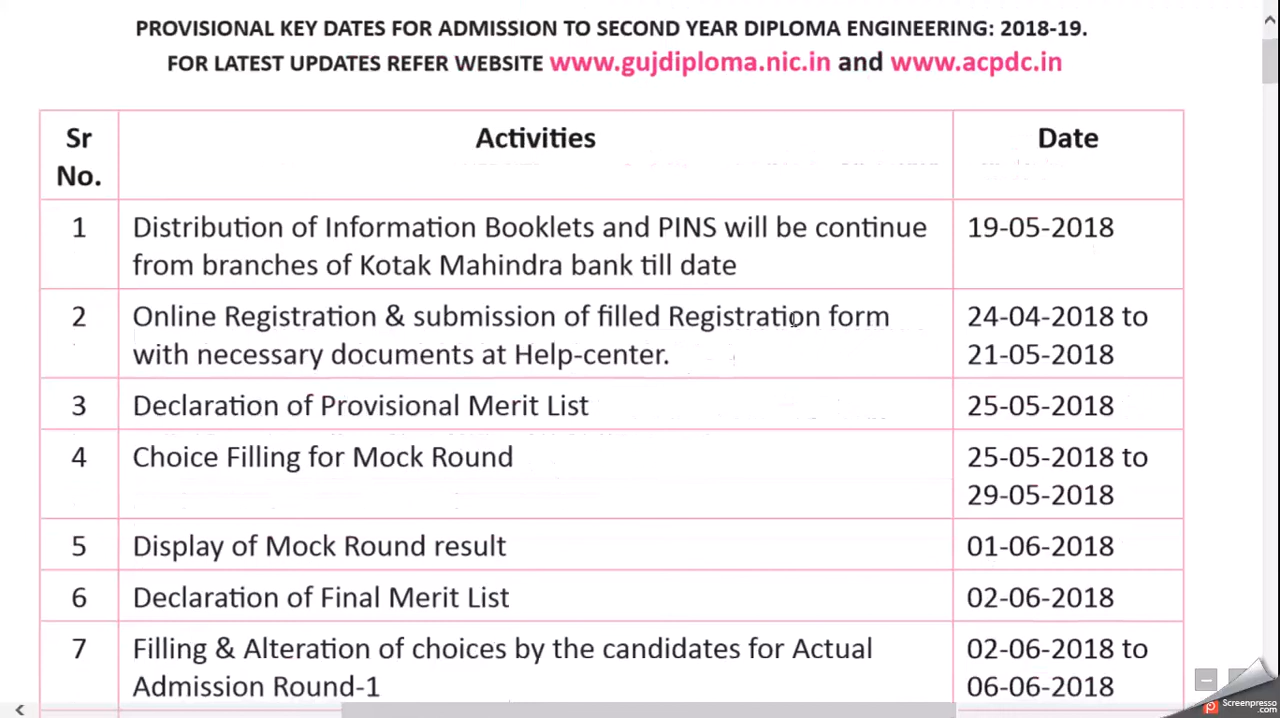 PROVISIONAL KEY DATES FOR ADMISSION TO SECOND YEAR DIPLOMA ENGINEERING: 2018-19.
FOR LATEST UPDATES REFER WEBSITE www.gujdiploma.nic.in and www.acpdc.in
Sr No. Activities Date
1 Distribution of Information Booklets and PINS will be continue 19-05-2018
from branches of Kotak Mahindra bank till date
2 Online Registration & submission of filled Registration form 24-04-2018 to
with necessary documents at Help-center. 21-05-2018
3 Declaration of Provisional Merit List 25-05-2018
4 Choice Filling for Mock Round 25-05-2018 to
29-05-2018
5 Display of Mock Round result 01-06-2018
6 Declaration of Final Merit List 02-06-2018
7 Filling & Alteration of choices by the candidates for Actual 02-06-2018 to
Admission Round-1 06-06-2018
Screenpresso
.com